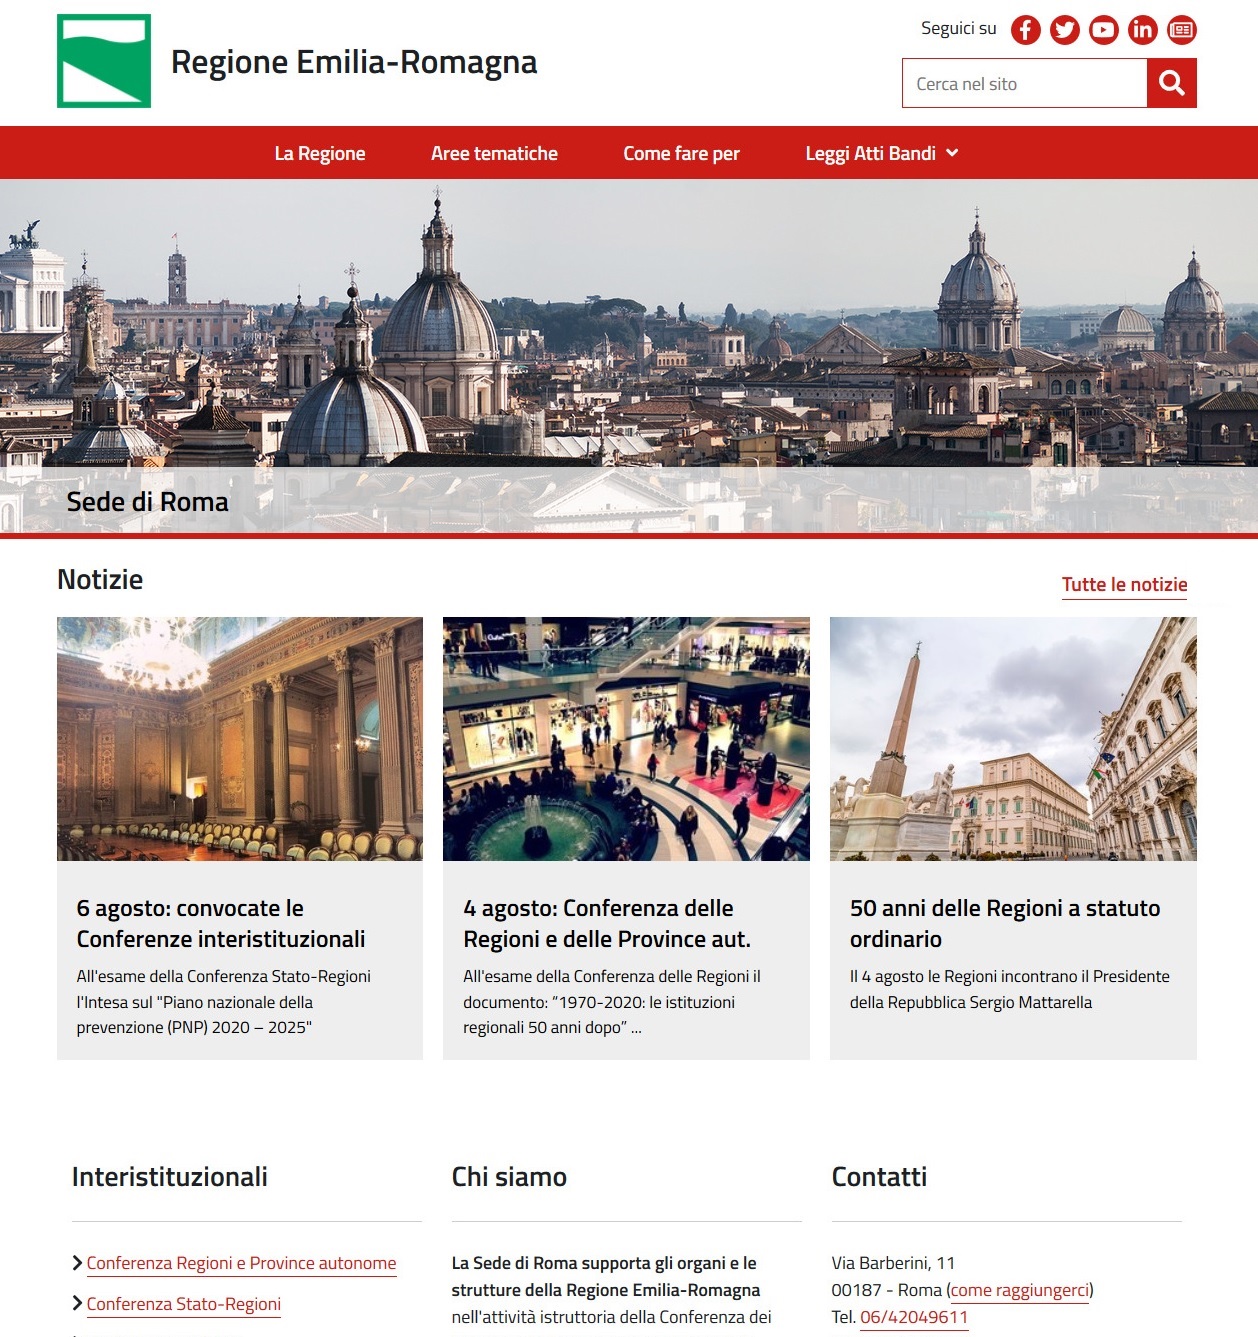 Regione Emilia-Romagna
Seguici su
Cerca nel sito
La Regione
Aree tematiche
Come fare per
Leggi Atti Bandi
Sede di Roma
Notizie
Tutte le notizie
6 agosto: convocate le
Conferenze interistituzionali
All'esame della Conferenza Stato-Regioni
l'Intesa sul "Piano nazionale della
prevenzione (PNP) 2020 – 2025"
4 agosto: Conferenza delle
Regioni e delle Province aut.
All'esame della Conferenza delle Regioni il
documento: “1970-2020: le istituzioni
regionali 50 anni dopo” ...
50 anni delle Regioni a statuto
ordinario
Il 4 agosto le Regioni incontrano il Presidente
della Repubblica Sergio Mattarella
Interistituzionali
Conferenza Regioni e Province autonome
Conferenza Stato-Regioni
Chi siamo
La Sede di Roma supporta gli organi e le
strutture della Regione Emilia-Romagna
nell'attività istruttoria della Conferenza dei
Contatti
Via Barberini, 11
00187 - Roma (come raggiungerci)
Tel. 06/42049611